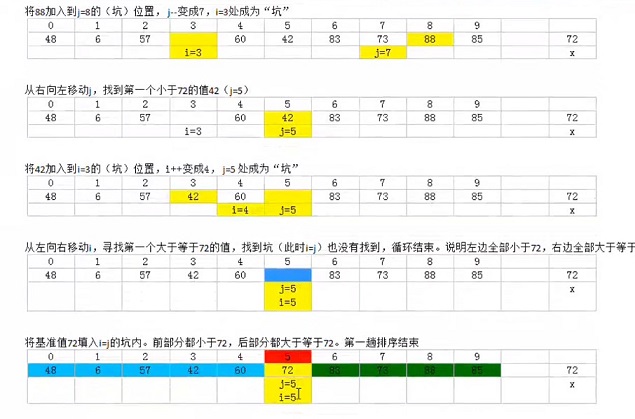 将88加入到j=8的（坑）位置，j--变成7，i=3处成为“坑”
0 1 2 3 4 5 6 7 8 9
48 6 57 60 42 83 73 88 85 72
i=3 j=7 x
从右向左移动j，找到第一个小于72的值42（j=5）
0 1 2 3 4 5 6 7 8 9
48 6 57 60 42 83 73 88 85 72
i=3 j=5 x
将42加入到i=3的（坑）位置，i++变成4，j=5 处成为“坑”
0 1 2 3 4 5 6 7 8 9
48 6 57 42 60 83 73 88 85 72
i=4 j=5 x
从左向右移动i，寻找第一个大于等于72的值，找到坑（此时i=j）也没有找到，循环结束。说明左边全部小于72，右边全部大于等于
0 1 2 3 4 5 6 7 8 9
48 6 57 42 60 83 73 88 85 72
j=5 x
i=5
将基准值72填入i=j的坑内。前部分都小于72，后部分都大于等于72。第一趟排序结束
0 1 2 3 4 5 6 7 8 9
48 6 57 42 60 72 83 73 88 85 72
j=5 x
i=5